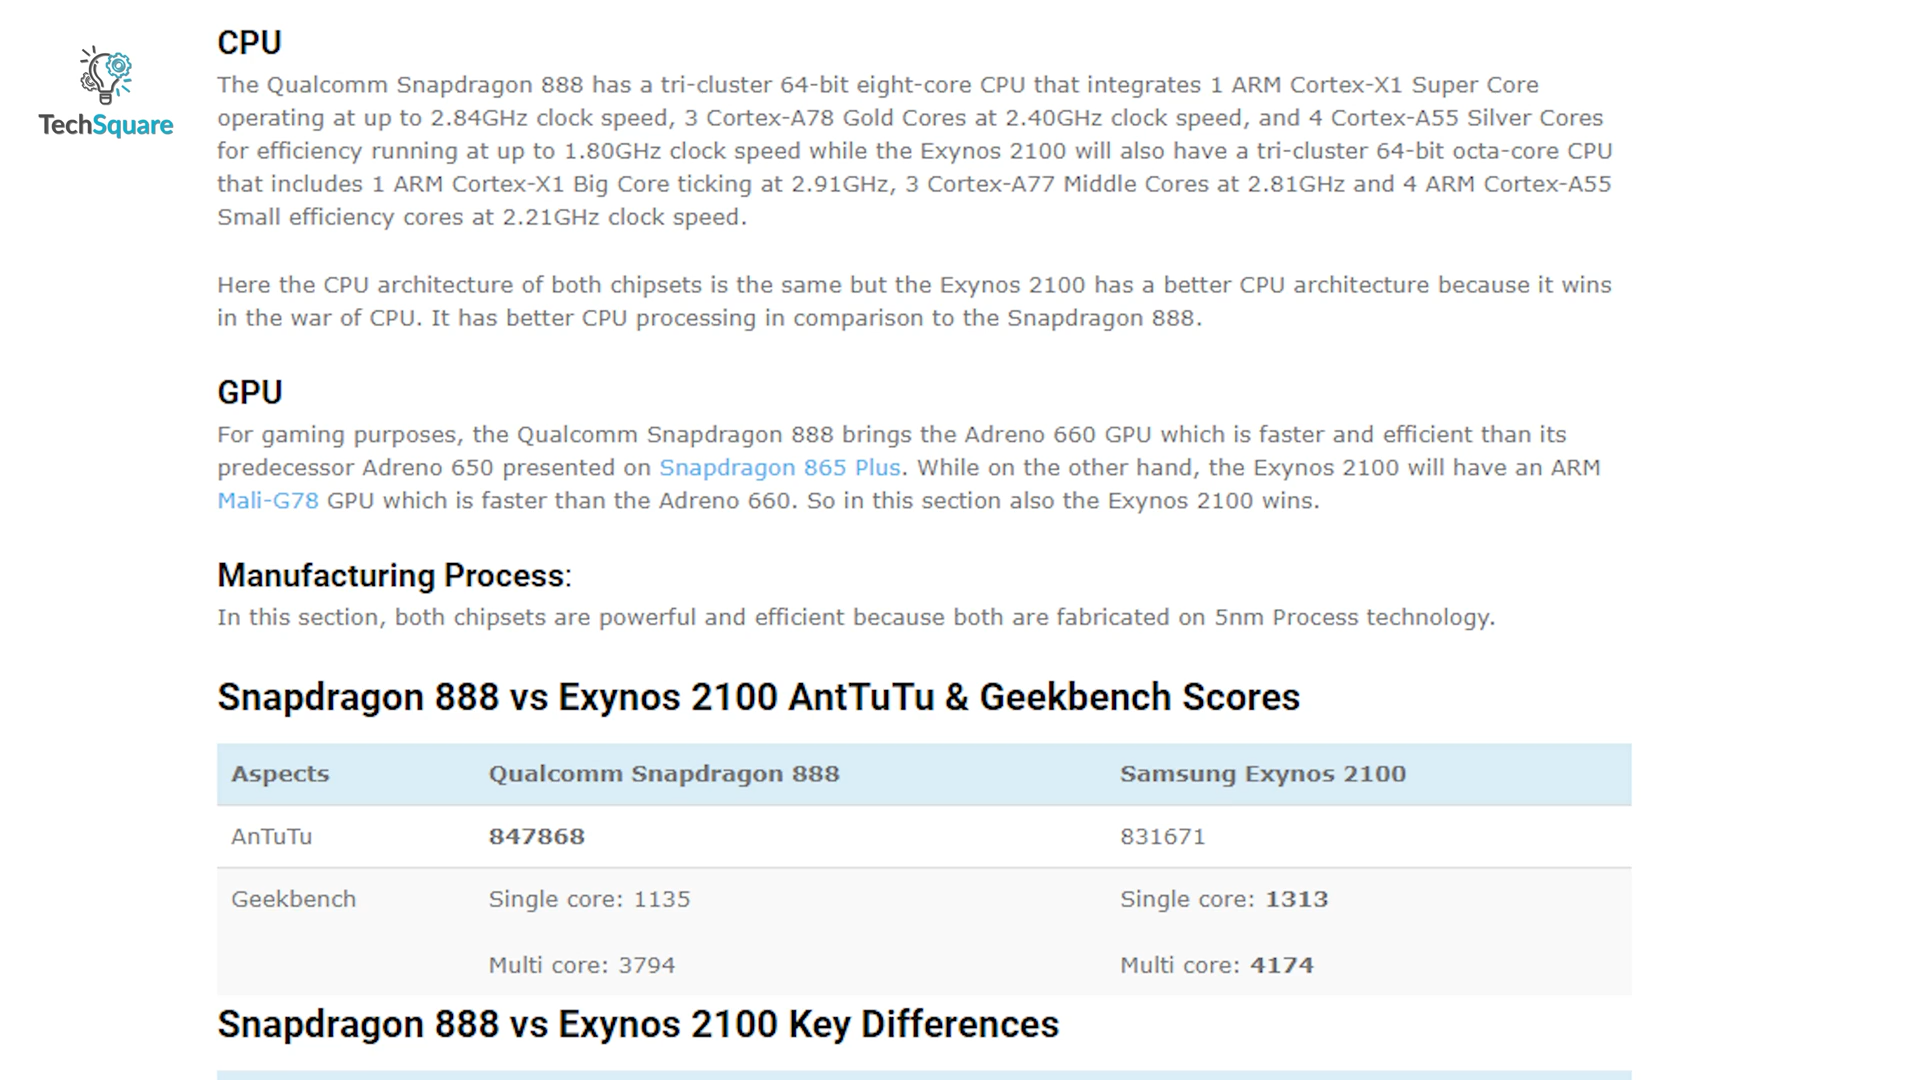 TechSquare
CPU
The Qualcomm Snapdragon 888 has a tri-cluster 64-bit eight-core CPU that integrates 1 ARM Cortex-X1 Super Core
operating at up to 2.84GHz clock speed, 3 Cortex-A78 Gold Cores at 2.40GHz clock speed, and 4 Cortex-A55 Silver Cores
for efficiency running at up to 1.80GHz clock speed while the Exynos 2100 will also have a tri-cluster 64-bit octa-core CPU
that includes 1 ARM Cortex-X1 Big Core ticking at 2.91GHz, 3 Cortex-A77 Middle Cores at 2.81GHz and 4 ARM Cortex-A55
Small efficiency cores at 2.21GHz clock speed.
Here the CPU architecture of both chipsets is the same but the Exynos 2100 has a better CPU architecture because it wins
in the war of CPU. It has better CPU processing in comparison to the Snapdragon 888.
GPU
For gaming purposes, the Qualcomm Snapdragon 888 brings the Adreno 660 GPU which is faster and efficient than its
predecessor Adreno 650 presented on Snapdragon 865 Plus. While on the other hand, the Exynos 2100 will have an ARM
Mali-G78 GPU which is faster than the Adreno 660. So in this section also the Exynos 2100 wins.
Manufacturing Process:
In this section, both chipsets are powerful and efficient because both are fabricated on 5nm Process technology.
Snapdragon 888 vs Exynos 2100 AntTuTu & Geekbench Scores
Aspects Qualcomm Snapdragon 888 Samsung Exynos 2100
AnTuTu 847868 831671
Geekbench Single core: 1135 Single core: 1313
Multi core: 3794 Multi core: 4174
Snapdragon 888 vs Exynos 2100 Key Differences